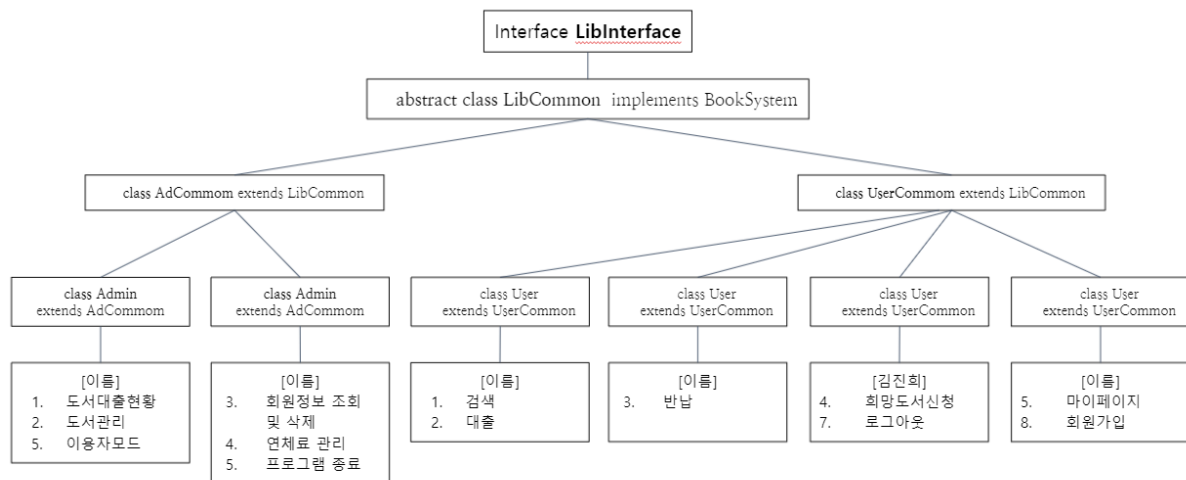 Interface LibInterface
abstract class LibCommon implements BookSystem
class AdCommom extends LibCommon
class UserCommom extends LibCommon
class Admin
extends AdCommom
class Admin
extends AdCommom
class User
extends UserCommon
class User
extends UserCommon
class User
extends UserCommon
class User
extends UserCommon
[이름]
1. 도서대출현황
2. 도서관리
5. 이용자모드
[이름]
3. 회원정보 조회
및 삭제
4. 연체료 관리
5. 프로그램 종료
[이름]
1. 검색
2. 대출
[이름]
3. 반납
[김진희]
4. 희망도서신청
7. 로그아웃
[이름]
5. 마이페이지
8. 회원가입